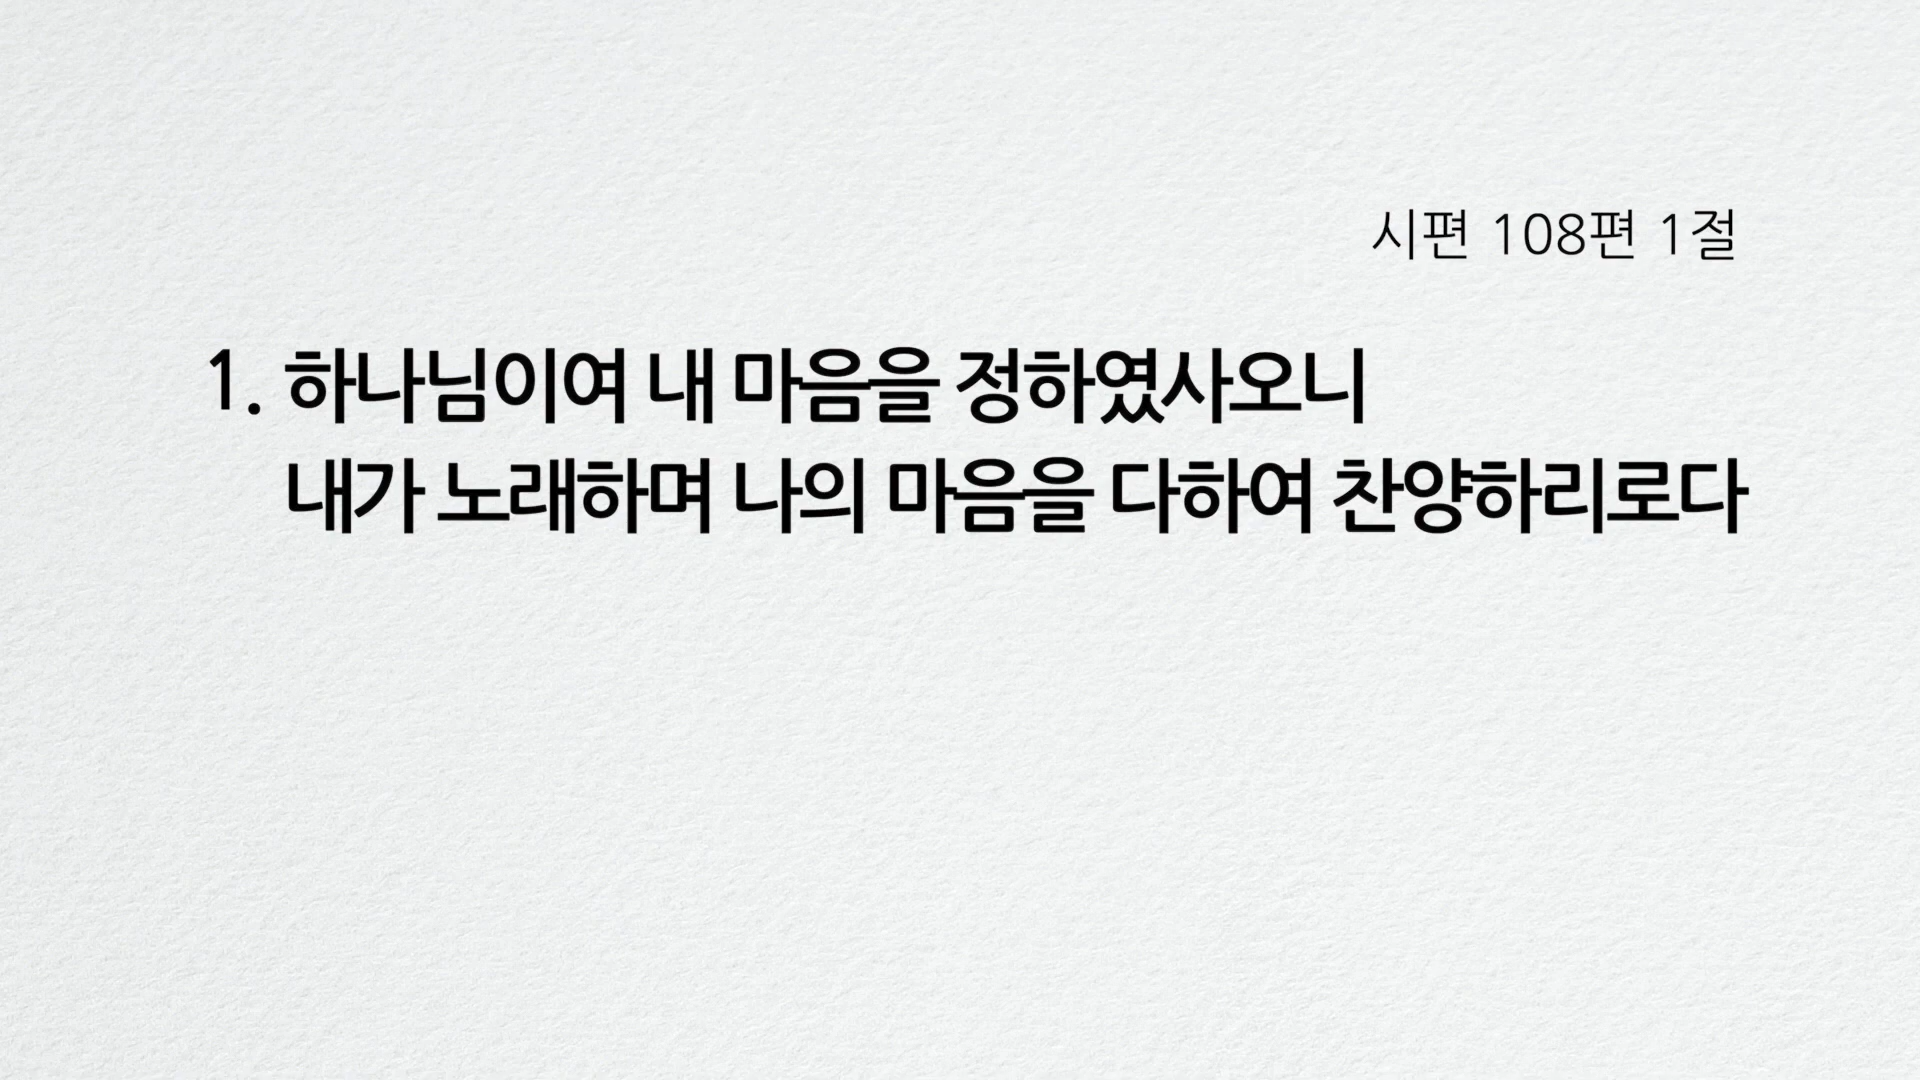 시편 108편 1절
1. 하나님이여 내 마음을 정하였사오니
내가 노래하며 나의 마음을 다하여 찬양하리로다